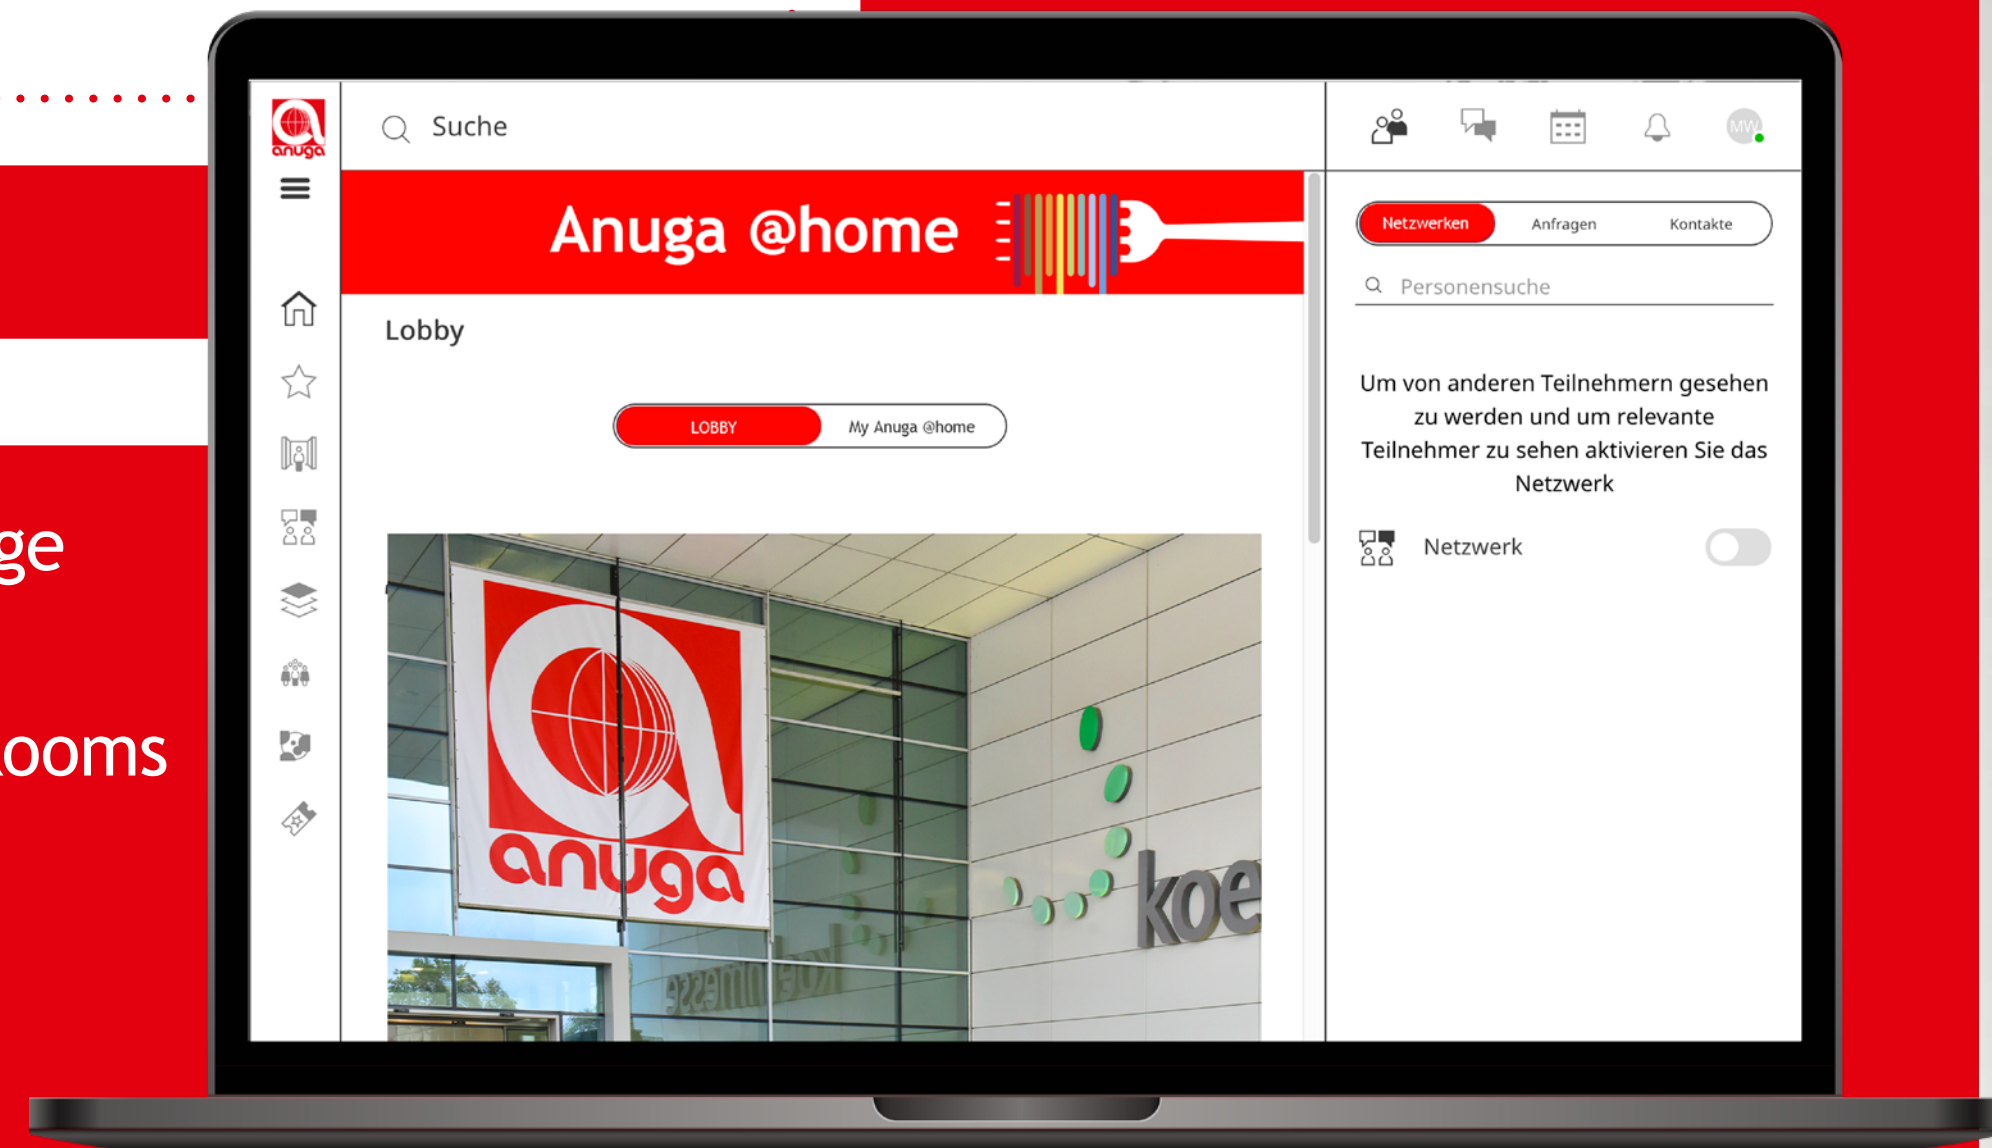 anuga
Suche
MW
Anuga @home
Netzwerken
Anfragen
Kontakte
Personensuche
Lobby
LOBBY
My Anuga @home
Um von anderen Teilnehmern gesehen
zu werden und um relevante
Teilnehmer zu sehen aktivieren Sie das
Netzwerk
Netzwerk
ge
ooms
anuga
koe
koelnmesse